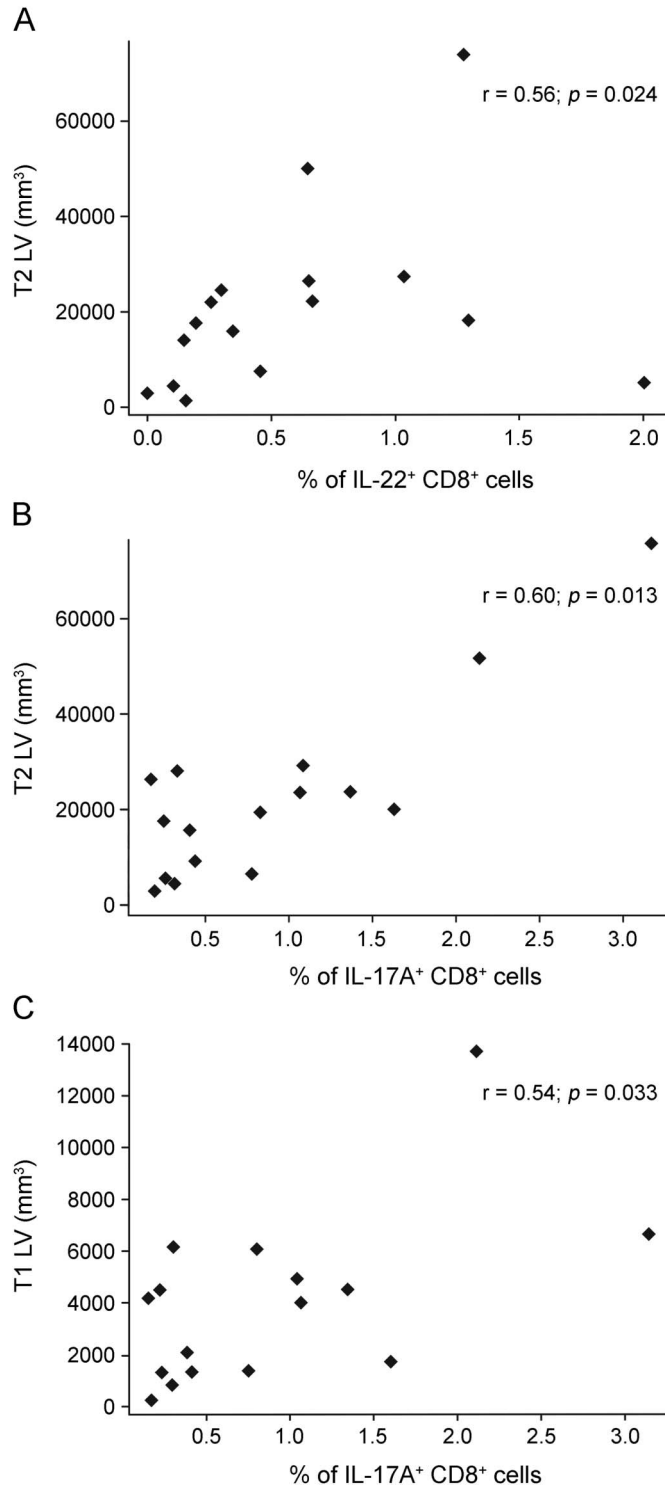 A
r = 0.56; p = 0.024
T2 LV (mm³)
60000
40000
20000
0
0.0 0.5 1.0 1.5 2.0
% of IL-22⁺ CD8⁺ cells
B
r = 0.60; p = 0.013
T2 LV (mm³)
60000
40000
20000
0
0.5 1.0 1.5 2.0 2.5 3.0
% of IL-17A⁺ CD8⁺ cells
C
14000
r = 0.54; p = 0.033
12000
10000
T1 LV (mm³)
8000
6000
4000
2000
0
0.5 1.0 1.5 2.0 2.5 3.0
% of IL-17A⁺ CD8⁺ cells